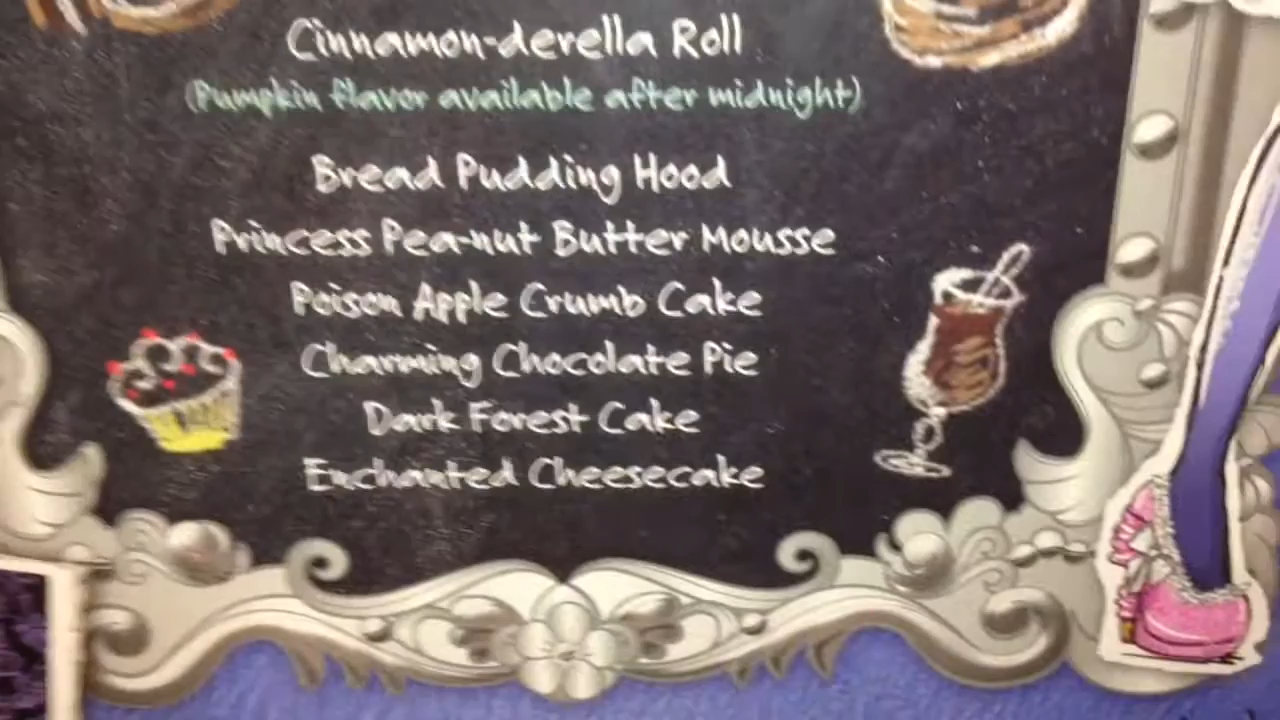 Cinnamon-derella Roll
(Pumpkin flavor available after midnight)
Bread Pudding Hood
Princess Pea-nut Butter Mousse
Poison Apple Crumb Cake
Charming Chocolate Pie
Dark Forest Cake
Enchanted Cheesecake